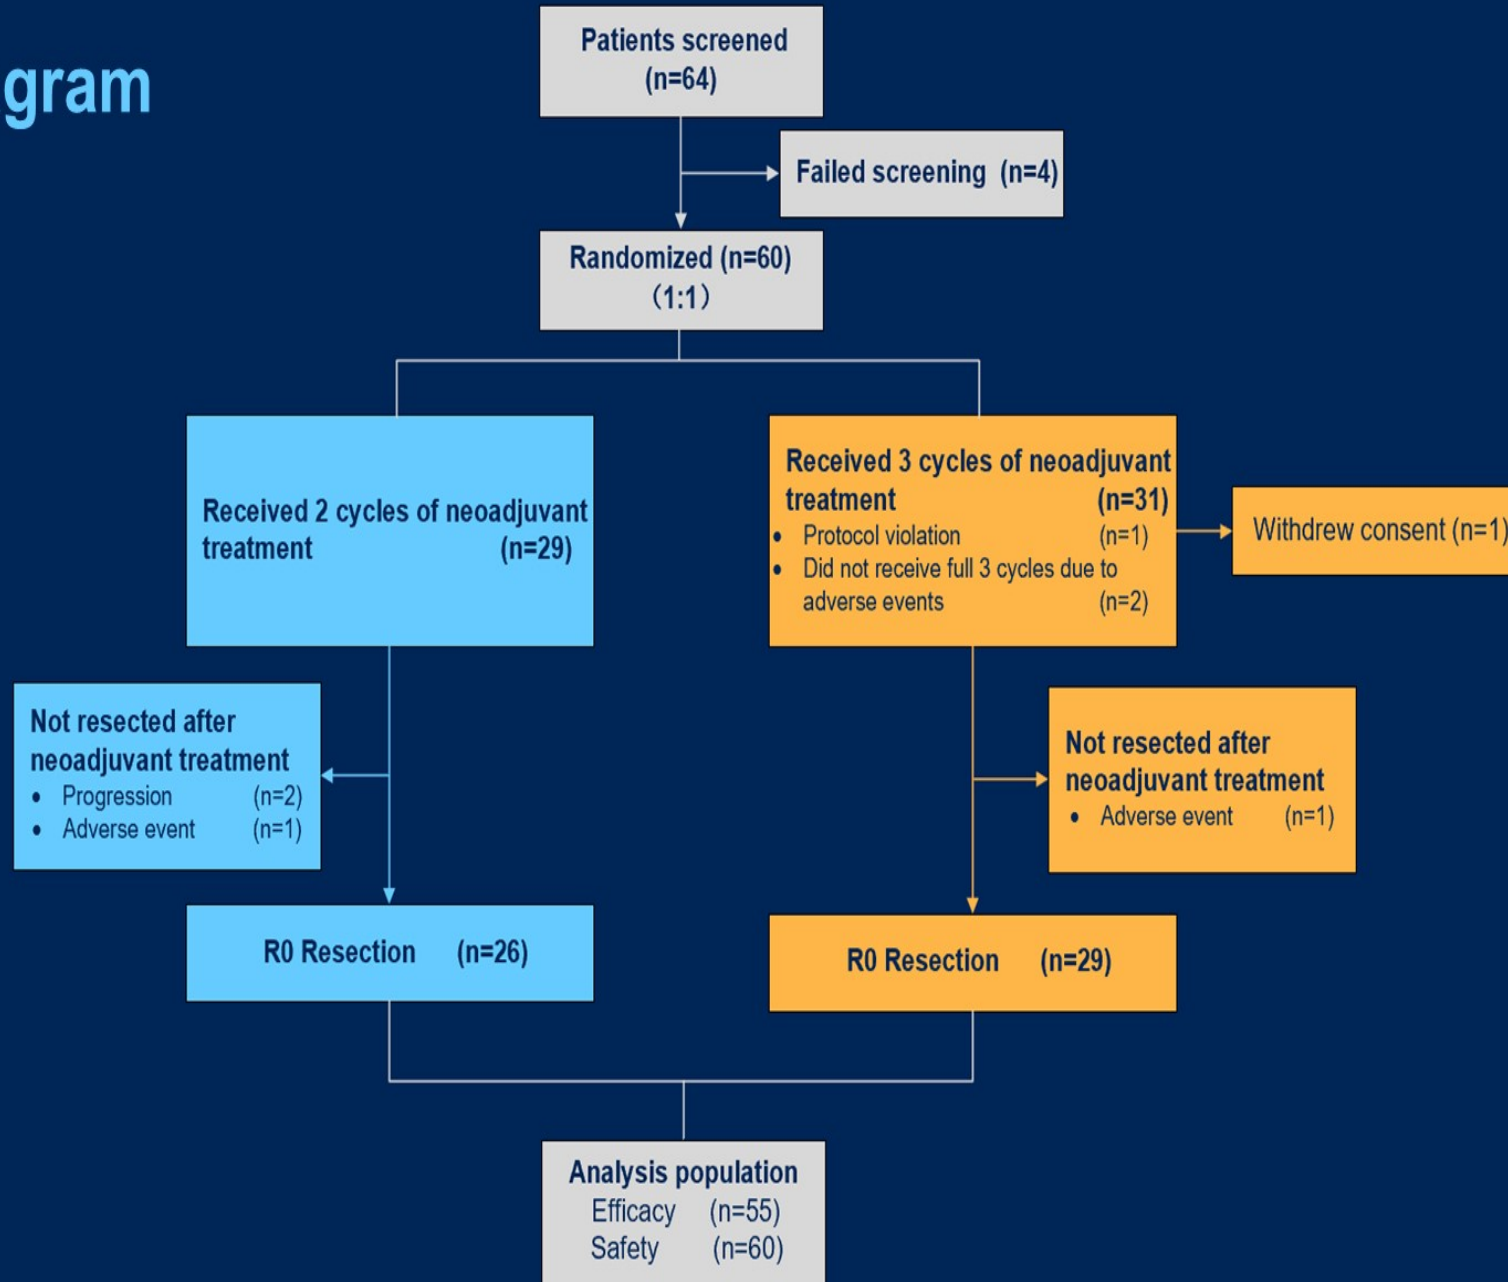 gram
Patients screened
(n=64)
Failed screening (n=4)
Randomized (n=60)
(1:1)
Received 2 cycles of neoadjuvant
treatment (n=29)
Received 3 cycles of neoadjuvant
treatment (n=31)
• Protocol violation (n=1)
• Did not receive full 3 cycles due to
adverse events (n=2)
Withdrew consent (n=1)
Not resected after
neoadjuvant treatment
• Progression (n=2)
• Adverse event (n=1)
Not resected after
neoadjuvant treatment
• Adverse event (n=1)
R0 Resection (n=26)
R0 Resection (n=29)
Analysis population
Efficacy (n=55)
Safety (n=60)